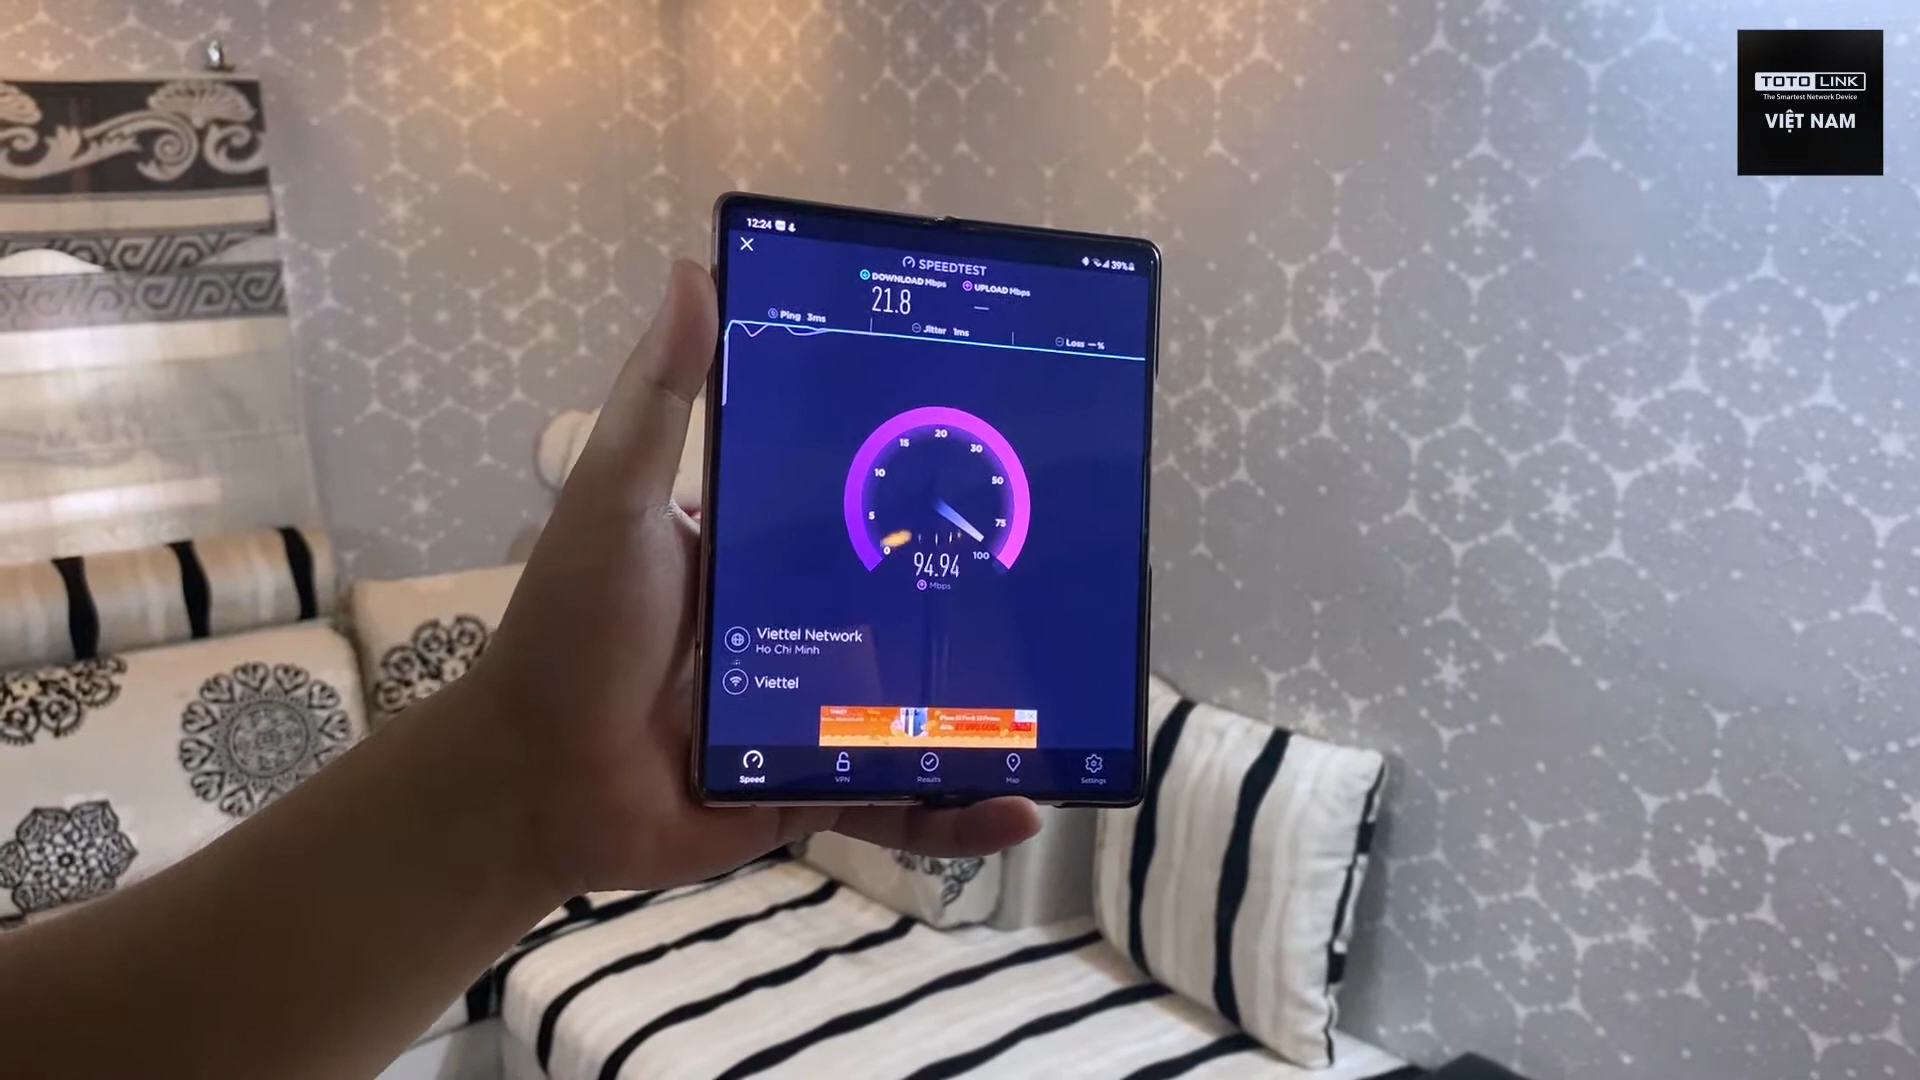 TOTO LINK
The Smartest Network Device
VIỆT NAM
12:24
39%
SPEEDTEST
DOWNLOAD Mbps
UPLOAD Mbps
21.8
—
Ping 3ms
Jitter 1ms
Loss —%
0
5
10
15
20
30
50
75
100
94.94
Mbps
Viettel Network
Ho Chi Minh
Viettel
Speed
VPN
Results
Map
Settings